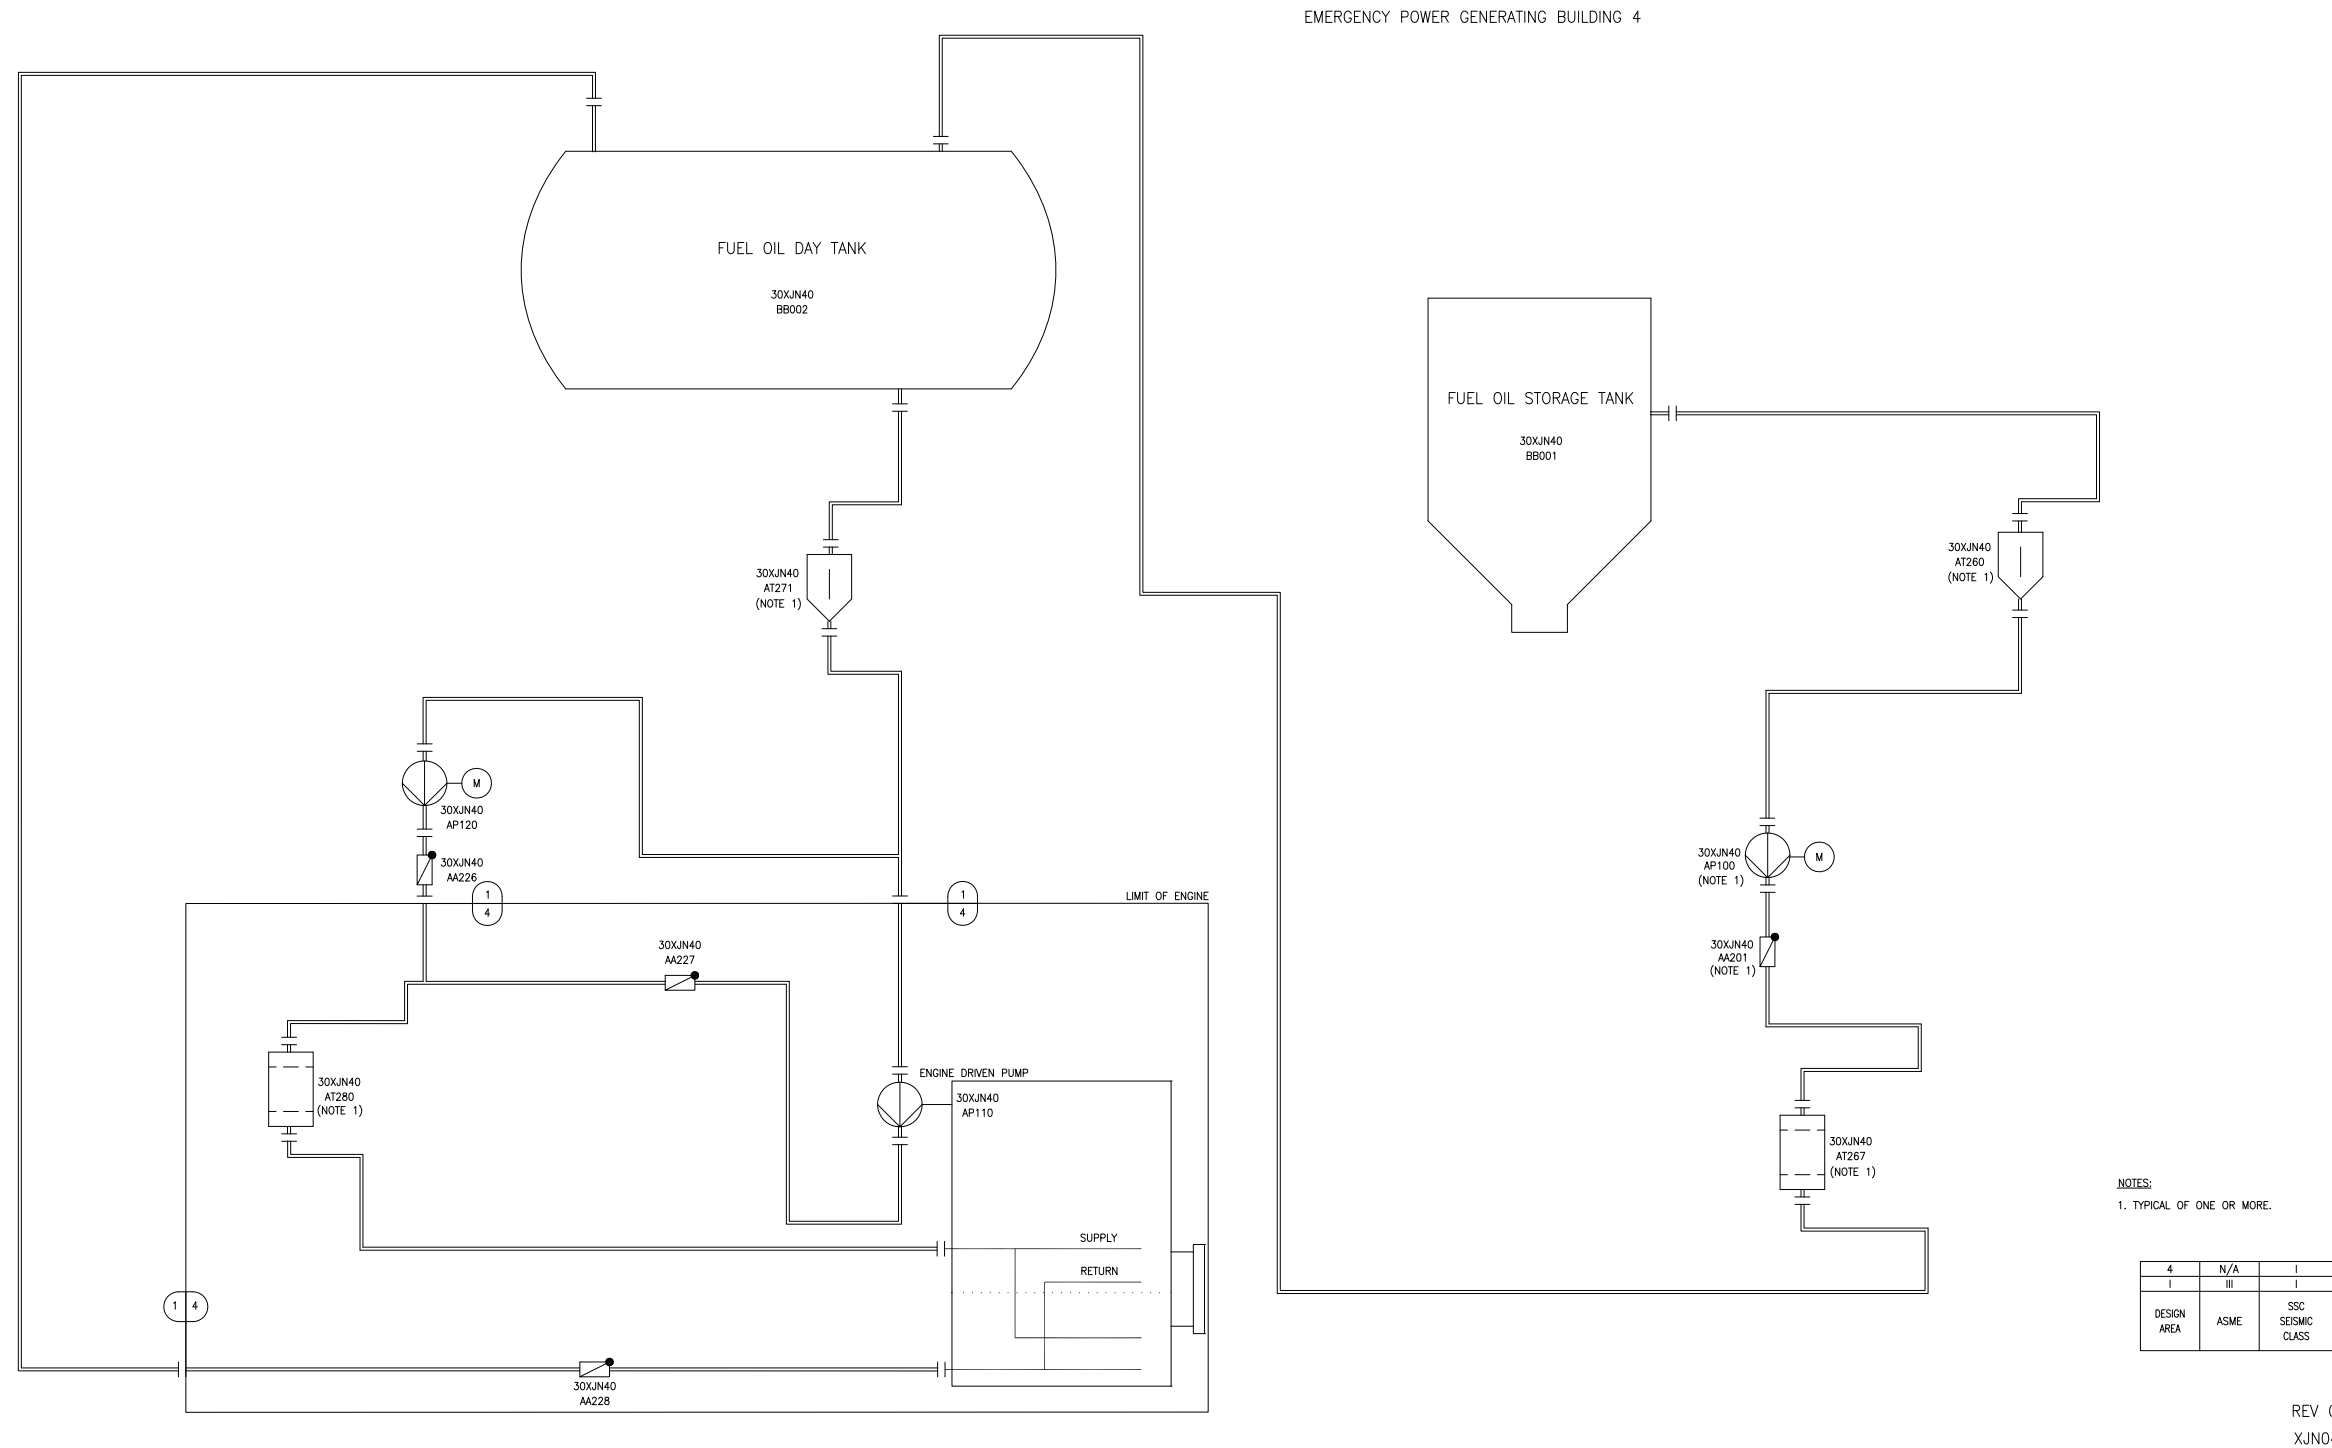 EMERGENCY POWER GENERATING BUILDING 4
FUEL OIL DAY TANK
30XJN40
BB002
FUEL OIL STORAGE TANK
30XJN40
BB001
30XJN40
AT271
(NOTE 1)
30XJN40
AT260
(NOTE 1)
M
30XJN40
AP120
30XJN40
AA226
1
4
1
4
LIMIT OF ENGINE
30XJN40
AP100
(NOTE 1)
M
30XJN40
AA227
30XJN40
AA201
(NOTE 1)
ENGINE DRIVEN PUMP
30XJN40
AP110
30XJN40
AT280
(NOTE 1)
30XJN40
AT267
(NOTE 1)
SUPPLY
RETURN
1 4
30XJN40
AA228
NOTES:
1. TYPICAL OF ONE OR MORE.
4 N/A I
I III I
DESIGN AREA
ASME
SSC SEISMIC CLASS
REV
XJN04